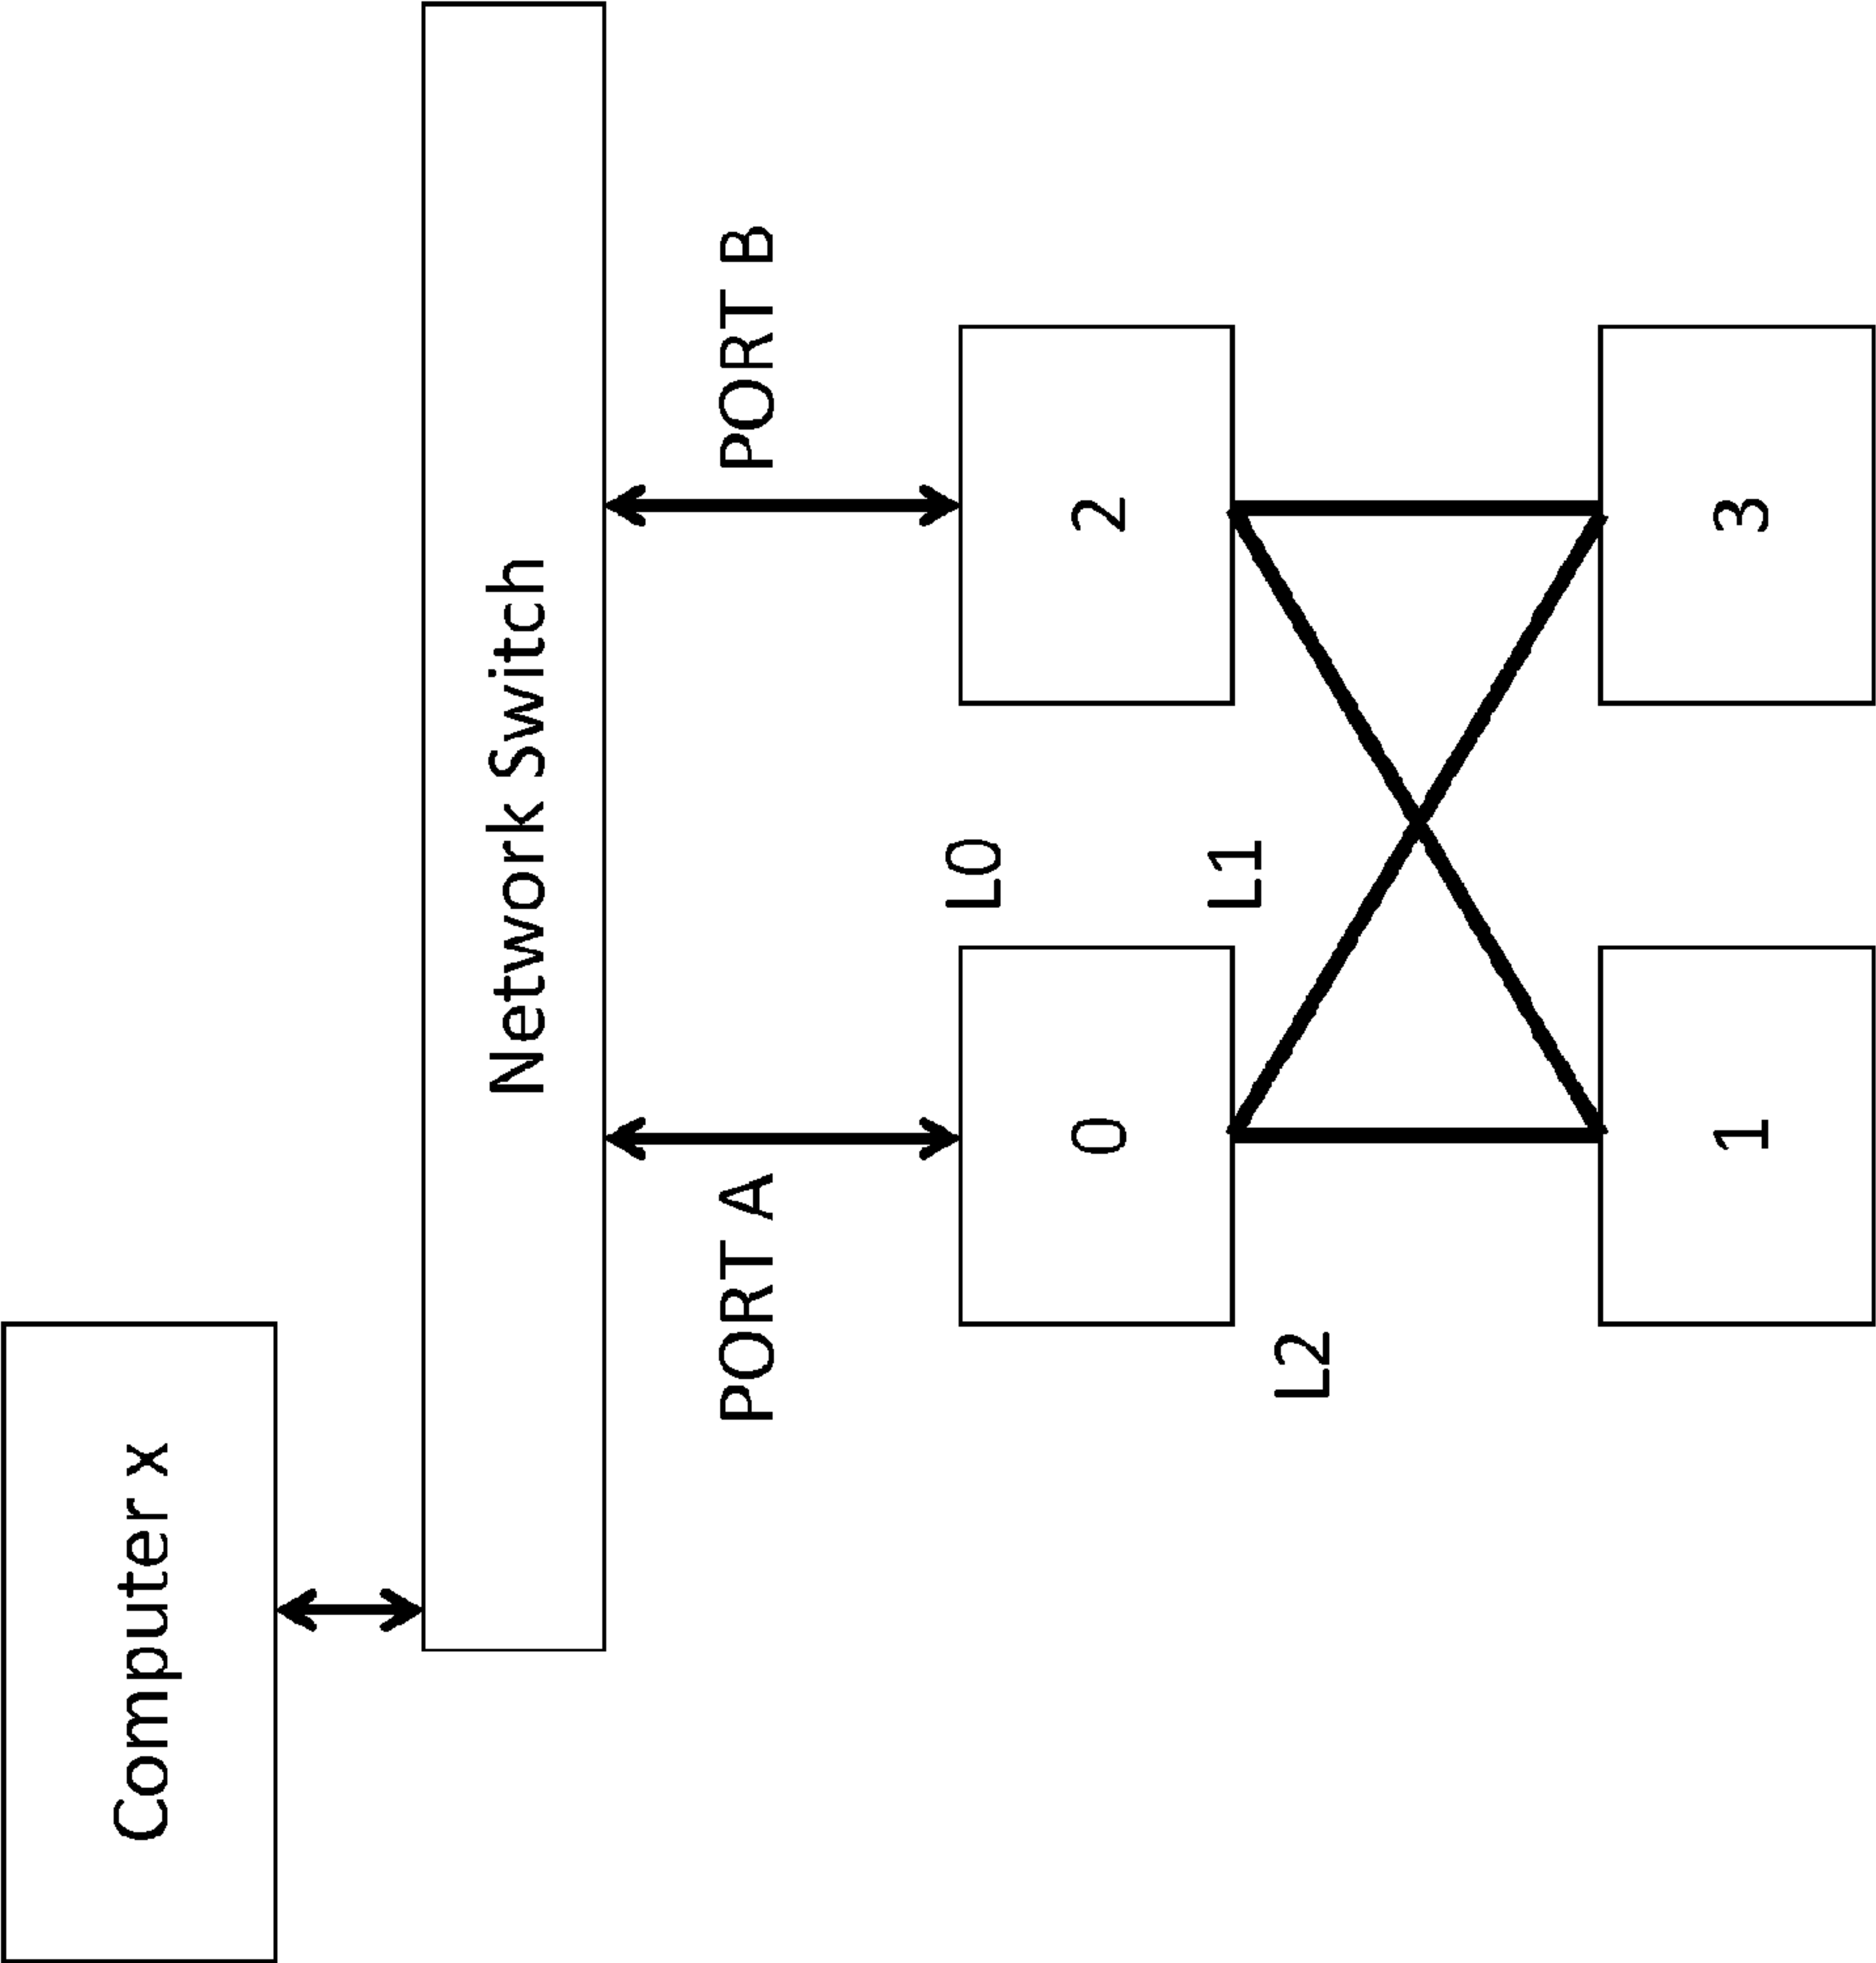 Computer x
Network Switch
PORT A
PORT B
L0
0
2
L1
L2
1
3